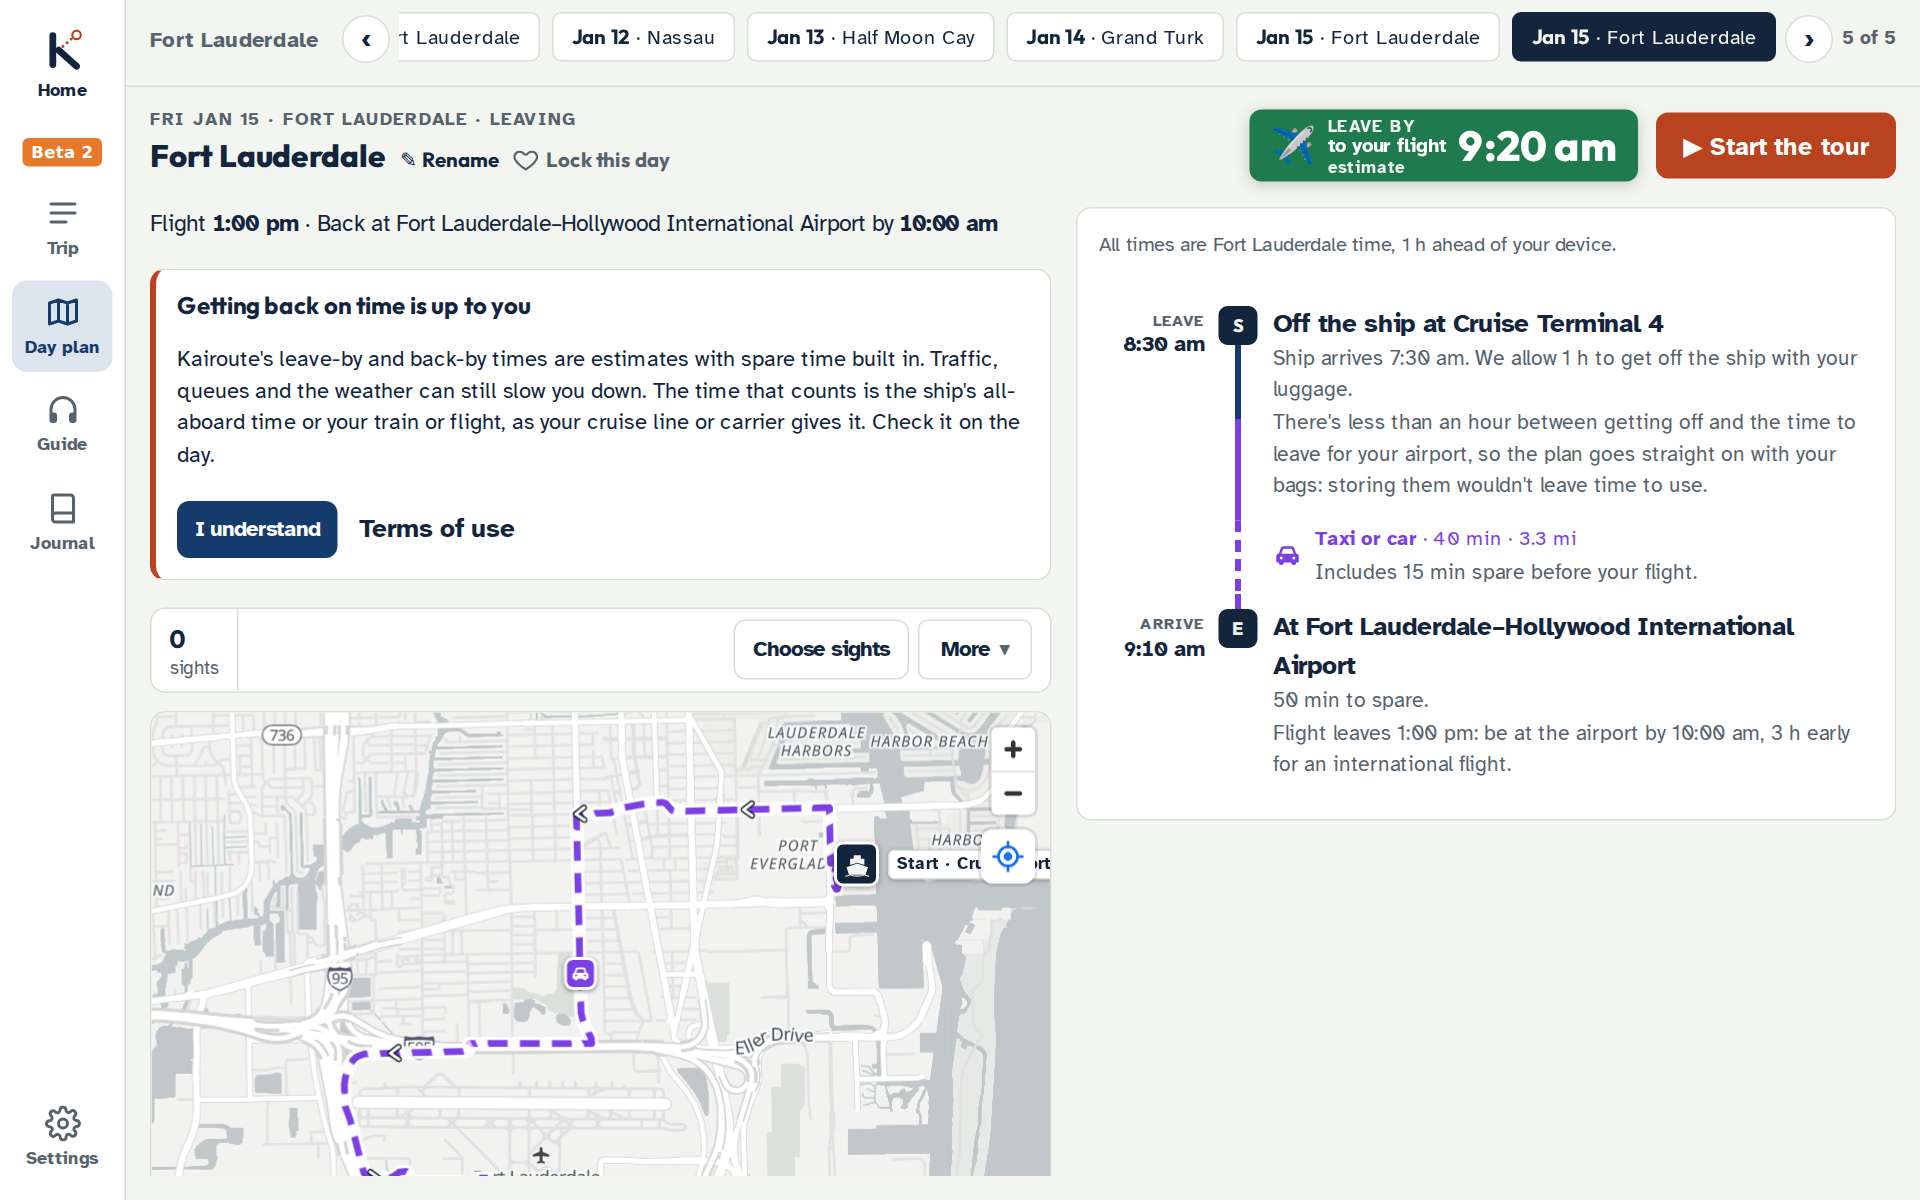 Home
Beta 2
Trip
Day plan
Guide
Journal
Settings
Fort Lauderdale
‹
rt Lauderdale
Jan 12 · Nassau
Jan 13 · Half Moon Cay
Jan 14 · Grand Turk
Jan 15 · Fort Lauderdale
Jan 15 · Fort Lauderdale
›
5 of 5
FRI JAN 15 · FORT LAUDERDALE · LEAVING
Fort Lauderdale
✎ Rename
Lock this day
LEAVE BY
to your flight
estimate
9:20 am
▶ Start the tour
Flight 1:00 pm · Back at Fort Lauderdale–Hollywood International Airport by 10:00 am
Getting back on time is up to you
Kairoute's leave-by and back-by times are estimates with spare time built in. Traffic,
queues and the weather can still slow you down. The time that counts is the ship's all-
aboard time or your train or flight, as your cruise line or carrier gives it. Check it on the
day.
I understand
Terms of use
0
sights
Choose sights
More ▾
736
LAUDERDALE
HARBORS
HARBOR BEACH
+
−
PORT
EVERGLAD
HARBO
Start · Cru
ort
ND
95
595
Eller Drive
Fort Lauderdale
All times are Fort Lauderdale time, 1 h ahead of your device.
LEAVE
8:30 am
S
Off the ship at Cruise Terminal 4
Ship arrives 7:30 am. We allow 1 h to get off the ship with your
luggage.
There's less than an hour between getting off and the time to
leave for your airport, so the plan goes straight on with your
bags: storing them wouldn't leave time to use.
Taxi or car · 40 min · 3.3 mi
Includes 15 min spare before your flight.
ARRIVE
9:10 am
E
At Fort Lauderdale–Hollywood International
Airport
50 min to spare.
Flight leaves 1:00 pm: be at the airport by 10:00 am, 3 h early
for an international flight.